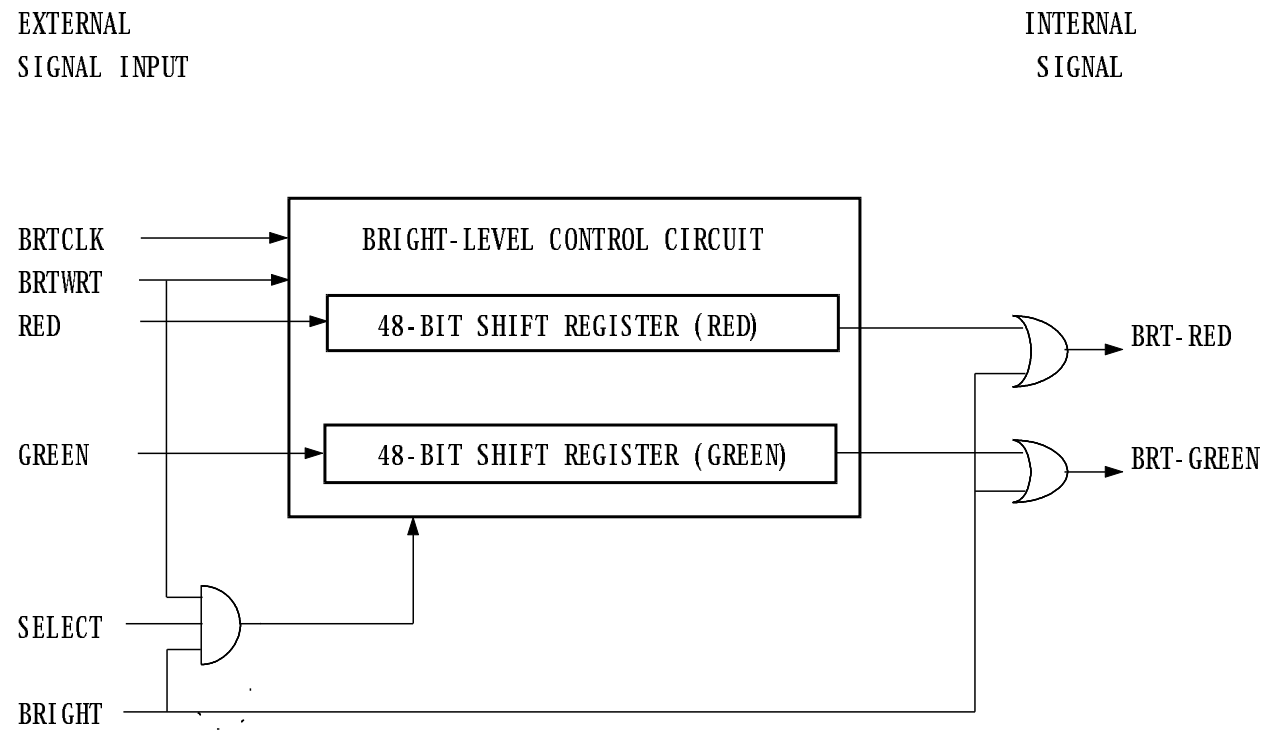 EXTERNAL
SIGNAL INPUT
INTERNAL
SIGNAL
BRTCLK
BRTWRT
RED
GREEN
SELECT
BRIGHT
BRIGHT-LEVEL CONTROL CIRCUIT
48-BIT SHIFT REGISTER (RED)
48-BIT SHIFT REGISTER (GREEN)
BRT-RED
BRT-GREEN